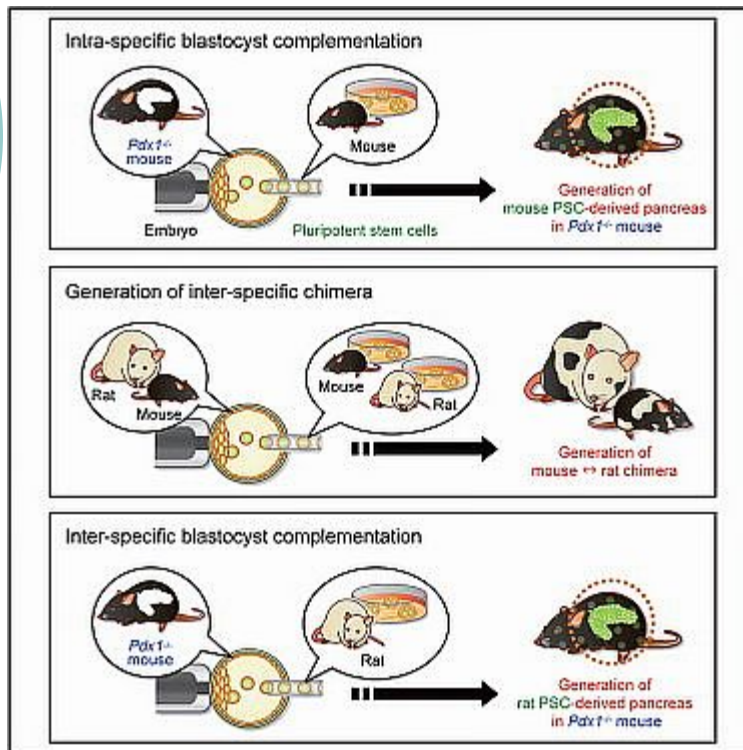 Intra-specific blastocyst complementation
Pdx1-/-
mouse
Mouse
Embryo
Pluripotent stem cells
Generation of
mouse PSC-derived pancreas
in Pdx1-/- mouse
Generation of inter-specific chimera
Rat
Mouse
Mouse
Rat
Generation of
mouse ↔ rat chimera
Inter-specific blastocyst complementation
Pdx1-/-
mouse
Rat
Generation of
rat PSC-derived pancreas
in Pdx1-/- mouse